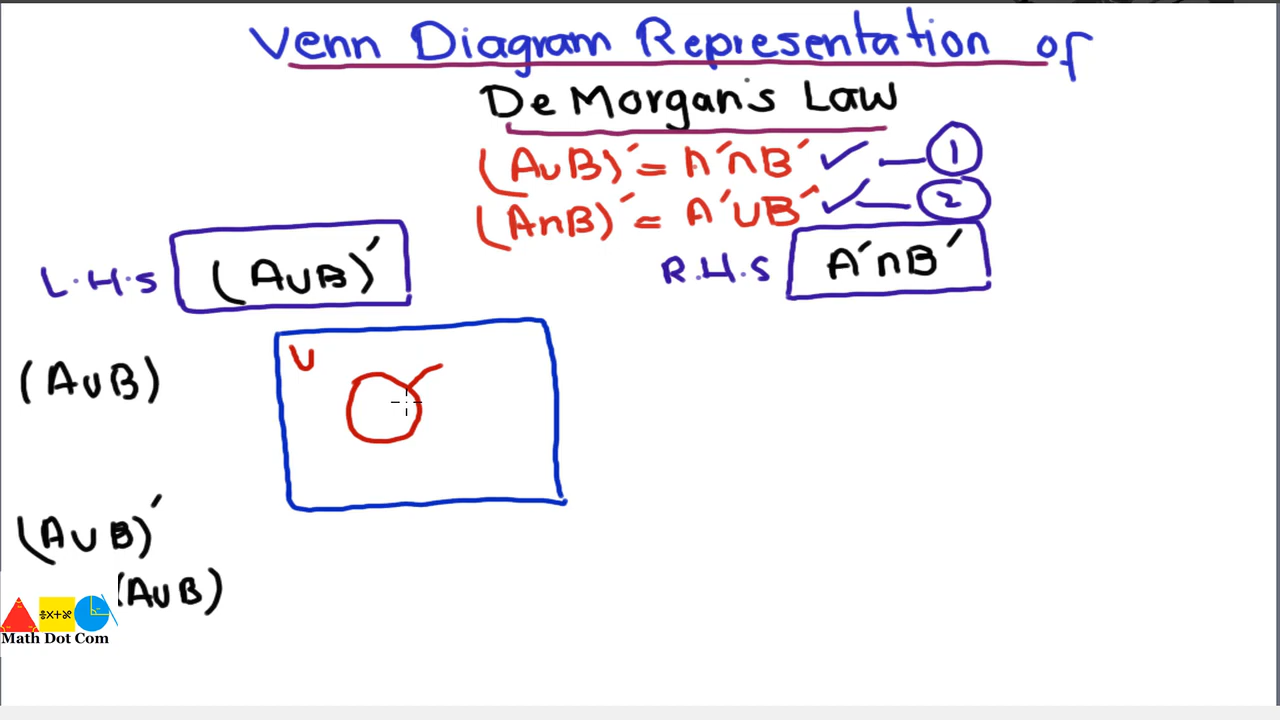 Venn Diagram Representation of
De Morgan's Law
(A∪B)′ = A′∩B′ ✓ — 1
(A∩B)′ = A′∪B′ ✓ — 2
L.H.S (A∪B)′
R.H.S A′∩B′
U
(A∪B)
(A∪B)′
(A∪B)
÷x+
Math Dot Com